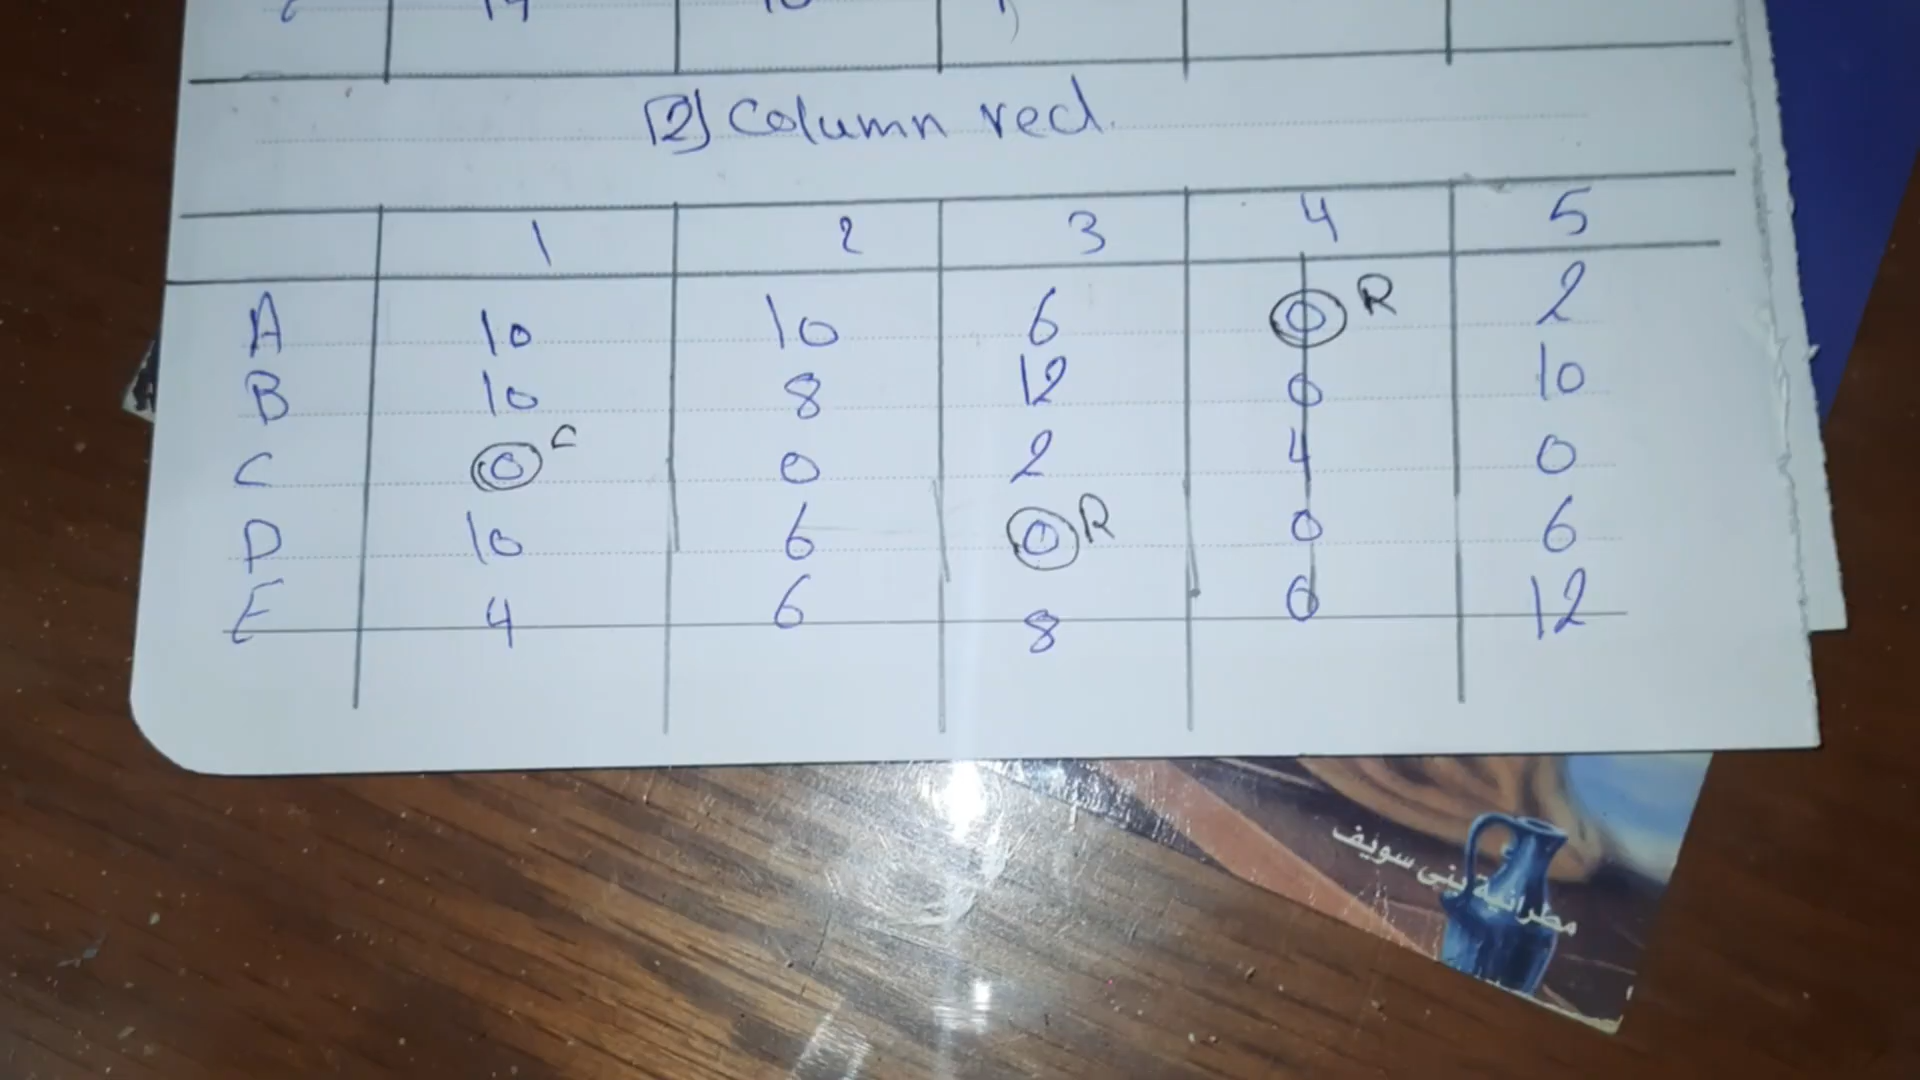 [2] Column red.
1 2 3 4 5
A 10 10 6 0 R 2
B 10 8 12 0 10
C 0 C 0 2 4 0
D 10 6 0 R 0 6
E 4 6 8 0 12
مطرانية بنى سويف